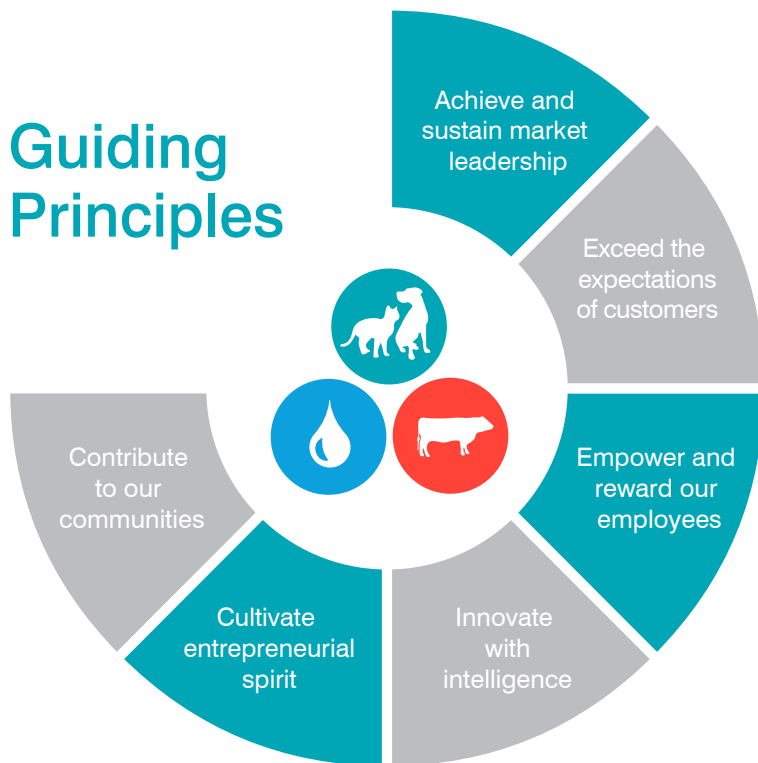 Guiding
Principles
Achieve and
sustain market
leadership
Exceed the
expectations
of customers
Empower and
reward our
employees
Innovate
with
intelligence
Cultivate
entrepreneurial
spirit
Contribute
to our
communities